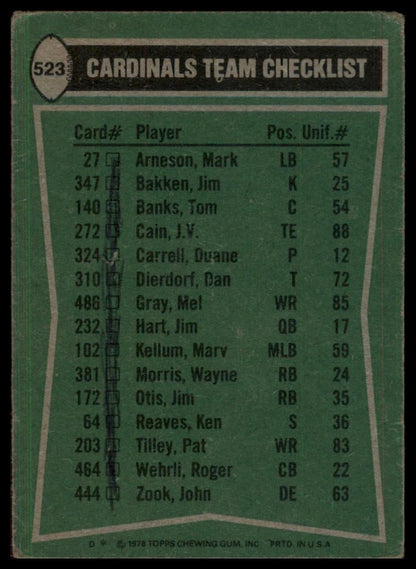 523 CARDINALS TEAM CHECKLIST
Card# Player Pos. Unif.#
27 Arneson, Mark LB 57
347 Bakken, Jim K 25
140 Banks, Tom C 54
272 Cain, J.V. TE 88
324 Carrell, Duane P 12
310 Dierdorf, Dan T 72
486 Gray, Mel WR 85
232 Hart, Jim QB 17
102 Kellum, Marv MLB 59
381 Morris, Wayne RB 24
172 Otis, Jim RB 35
64 Reaves, Ken S 36
203 Tilley, Pat WR 83
464 Wehrli, Roger CB 22
444 Zook, John DE 63
D * © 1978 TOPPS CHEWING GUM, INC PRTD. IN U.S.A